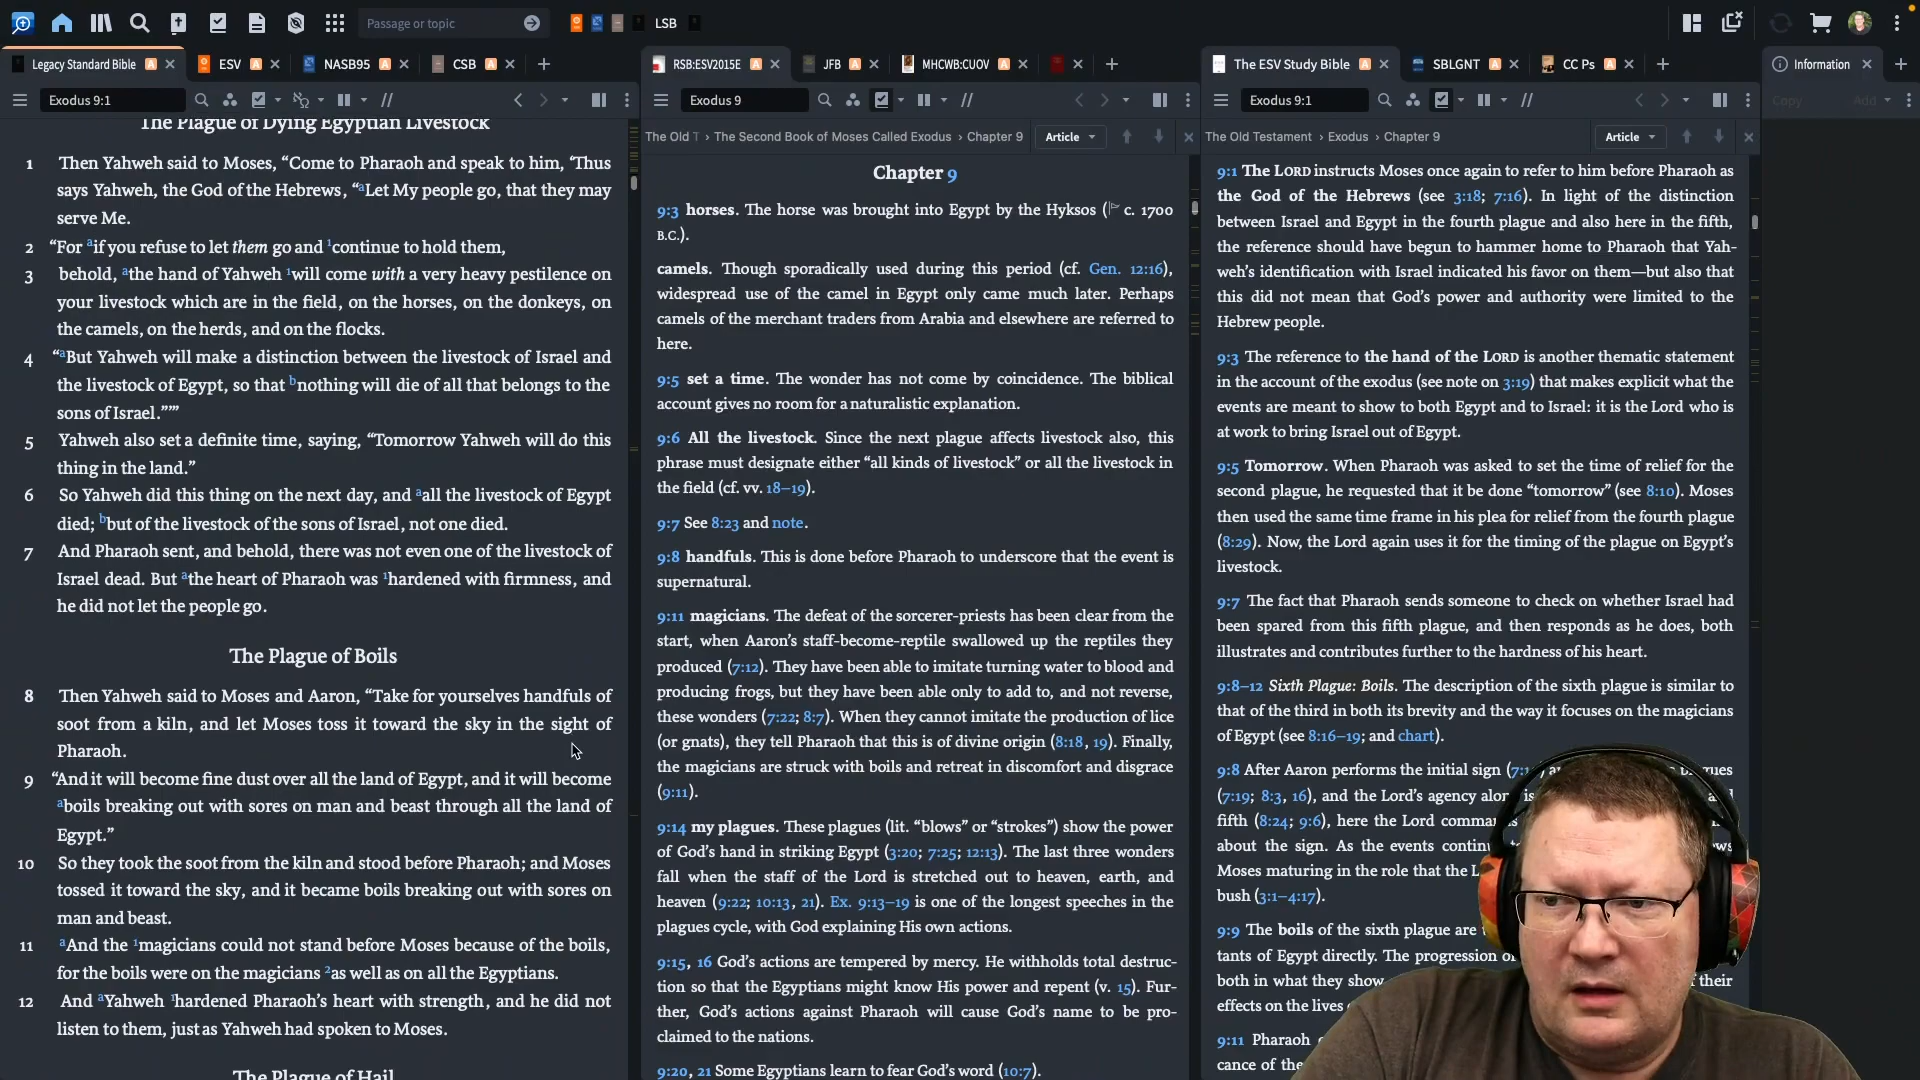 Passage or topic
LSB
Legacy Standard Bible A
ESV A
NASB95 A
CSB A
RSB:ESV2015E A
JFB A
MHCWB:CUOV A
The ESV Study Bible A
SBLGNT A
CC Ps A
Information
Exodus 9:1
Exodus 9
Exodus 9:1
Copy
Add
The Plague of Dying Egyptian Livestock
1 Then Yahweh said to Moses, “Come to Pharaoh and speak to him, ‘Thus
says Yahweh, the God of the Hebrews, “aLet My people go, that they may
serve Me.
2 “For aif you refuse to let them go and 1continue to hold them,
3 behold, athe hand of Yahweh 1will come with a very heavy pestilence on
your livestock which are in the field, on the horses, on the donkeys, on
the camels, on the herds, and on the flocks.
4 “aBut Yahweh will make a distinction between the livestock of Israel and
the livestock of Egypt, so that bnothing will die of all that belongs to the
sons of Israel.”’”
5 Yahweh also set a definite time, saying, “Tomorrow Yahweh will do this
thing in the land.”
6 So Yahweh did this thing on the next day, and aall the livestock of Egypt
died; bbut of the livestock of the sons of Israel, not one died.
7 And Pharaoh sent, and behold, there was not even one of the livestock of
Israel dead. But athe heart of Pharaoh was 1hardened with firmness, and
he did not let the people go.
The Plague of Boils
8 Then Yahweh said to Moses and Aaron, “Take for yourselves handfuls of
soot from a kiln, and let Moses toss it toward the sky in the sight of
Pharaoh.
9 “And it will become fine dust over all the land of Egypt, and it will become
aboils breaking out with sores on man and beast through all the land of
Egypt.”
10 So they took the soot from the kiln and stood before Pharaoh; and Moses
tossed it toward the sky, and it became boils breaking out with sores on
man and beast.
11 aAnd the 1magicians could not stand before Moses because of the boils,
for the boils were on the magicians 2as well as on all the Egyptians.
12 And aYahweh 1hardened Pharaoh’s heart with strength, and he did not
listen to them, just as Yahweh had spoken to Moses.
The Plague of Hail
The Old T › The Second Book of Moses Called Exodus › Chapter 9
Article
Chapter 9
9:3 horses. The horse was brought into Egypt by the Hyksos (c. 1700
B.C.).
camels. Though sporadically used during this period (cf. Gen. 12:16),
widespread use of the camel in Egypt only came much later. Perhaps
camels of the merchant traders from Arabia and elsewhere are referred to
here.
9:5 set a time. The wonder has not come by coincidence. The biblical
account gives no room for a naturalistic explanation.
9:6 All the livestock. Since the next plague affects livestock also, this
phrase must designate either “all kinds of livestock” or all the livestock in
the field (cf. vv. 18–19).
9:7 See 8:23 and note.
9:8 handfuls. This is done before Pharaoh to underscore that the event is
supernatural.
9:11 magicians. The defeat of the sorcerer-priests has been clear from the
start, when Aaron’s staff-become-reptile swallowed up the reptiles they
produced (7:12). They have been able to imitate turning water to blood and
producing frogs, but they have been able only to add to, and not reverse,
these wonders (7:22; 8:7). When they cannot imitate the production of lice
(or gnats), they tell Pharaoh that this is of divine origin (8:18, 19). Finally,
the magicians are struck with boils and retreat in discomfort and disgrace
(9:11).
9:14 my plagues. These plagues (lit. “blows” or “strokes”) show the power
of God’s hand in striking Egypt (3:20; 7:25; 12:13). The last three wonders
fall when the staff of the Lord is stretched out to heaven, earth, and
heaven (9:22; 10:13, 21). Ex. 9:13–19 is one of the longest speeches in the
plagues cycle, with God explaining His own actions.
9:15, 16 God’s actions are tempered by mercy. He withholds total destruc-
tion so that the Egyptians might know His power and repent (v. 15). Fur-
ther, God’s actions against Pharaoh will cause God’s name to be pro-
claimed to the nations.
9:20, 21 Some Egyptians learn to fear God’s word (10:7).
The Old Testament › Exodus › Chapter 9
Article
9:1 The LORD instructs Moses once again to refer to him before Pharaoh as
the God of the Hebrews (see 3:18; 7:16). In light of the distinction
between Israel and Egypt in the fourth plague and also here in the fifth,
the reference should have begun to hammer home to Pharaoh that Yah-
weh’s identification with Israel indicated his favor on them—but also that
this did not mean that God’s power and authority were limited to the
Hebrew people.
9:3 The reference to the hand of the LORD is another thematic statement
in the account of the exodus (see note on 3:19) that makes explicit what the
events are meant to show to both Egypt and to Israel: it is the Lord who is
at work to bring Israel out of Egypt.
9:5 Tomorrow. When Pharaoh was asked to set the time of relief for the
second plague, he requested that it be done “tomorrow” (see 8:10). Moses
then used the same time frame in his plea for relief from the fourth plague
(8:29). Now, the Lord again uses it for the timing of the plague on Egypt’s
livestock.
9:7 The fact that Pharaoh sends someone to check on whether Israel had
been spared from this fifth plague, and then responds as he does, both
illustrates and contributes further to the hardness of his heart.
9:8–12 Sixth Plague: Boils. The description of the sixth plague is similar to
that of the third in both its brevity and the way it focuses on the magicians
of Egypt (see 8:16–19; and chart).
9:8 After Aaron performs the initial sign plagues
(7:19; 8:3, 16), and the Lord’s agency
fifth (8:24; 9:6), here the Lord
about the sign. As the events
Moses maturing in the role that the
bush (3:1–4:17).
9:9 The boils of the sixth plague are
tants of Egypt directly. The progression
both in what they show their
effects on the lives
9:11 Pharaoh
cance of the